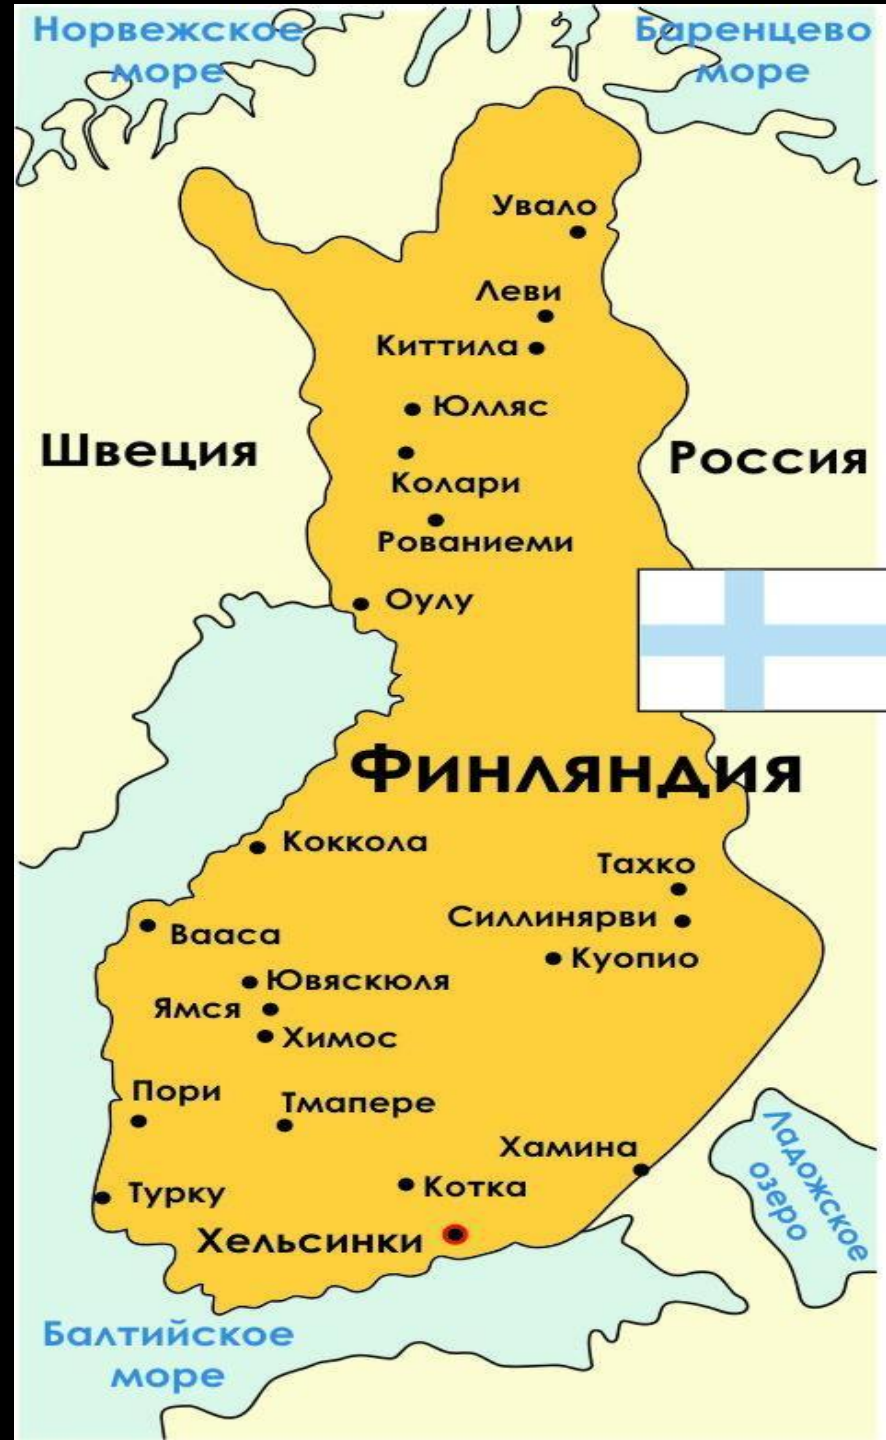 Норвежское
море
Баренцево
море
Увало
Леви
Киттила
Юлляс
Швеция
Россия
Колари
Рованиеми
Оулу
Финляндия
Коккола
Тахко
Силлинярви
Вааса
Куопио
Ювяскюля
Ямся
Химос
Пори
Тмапере
Хамина
Ладожское
озеро
Турку
Котка
Хельсинки
Балтийское
море